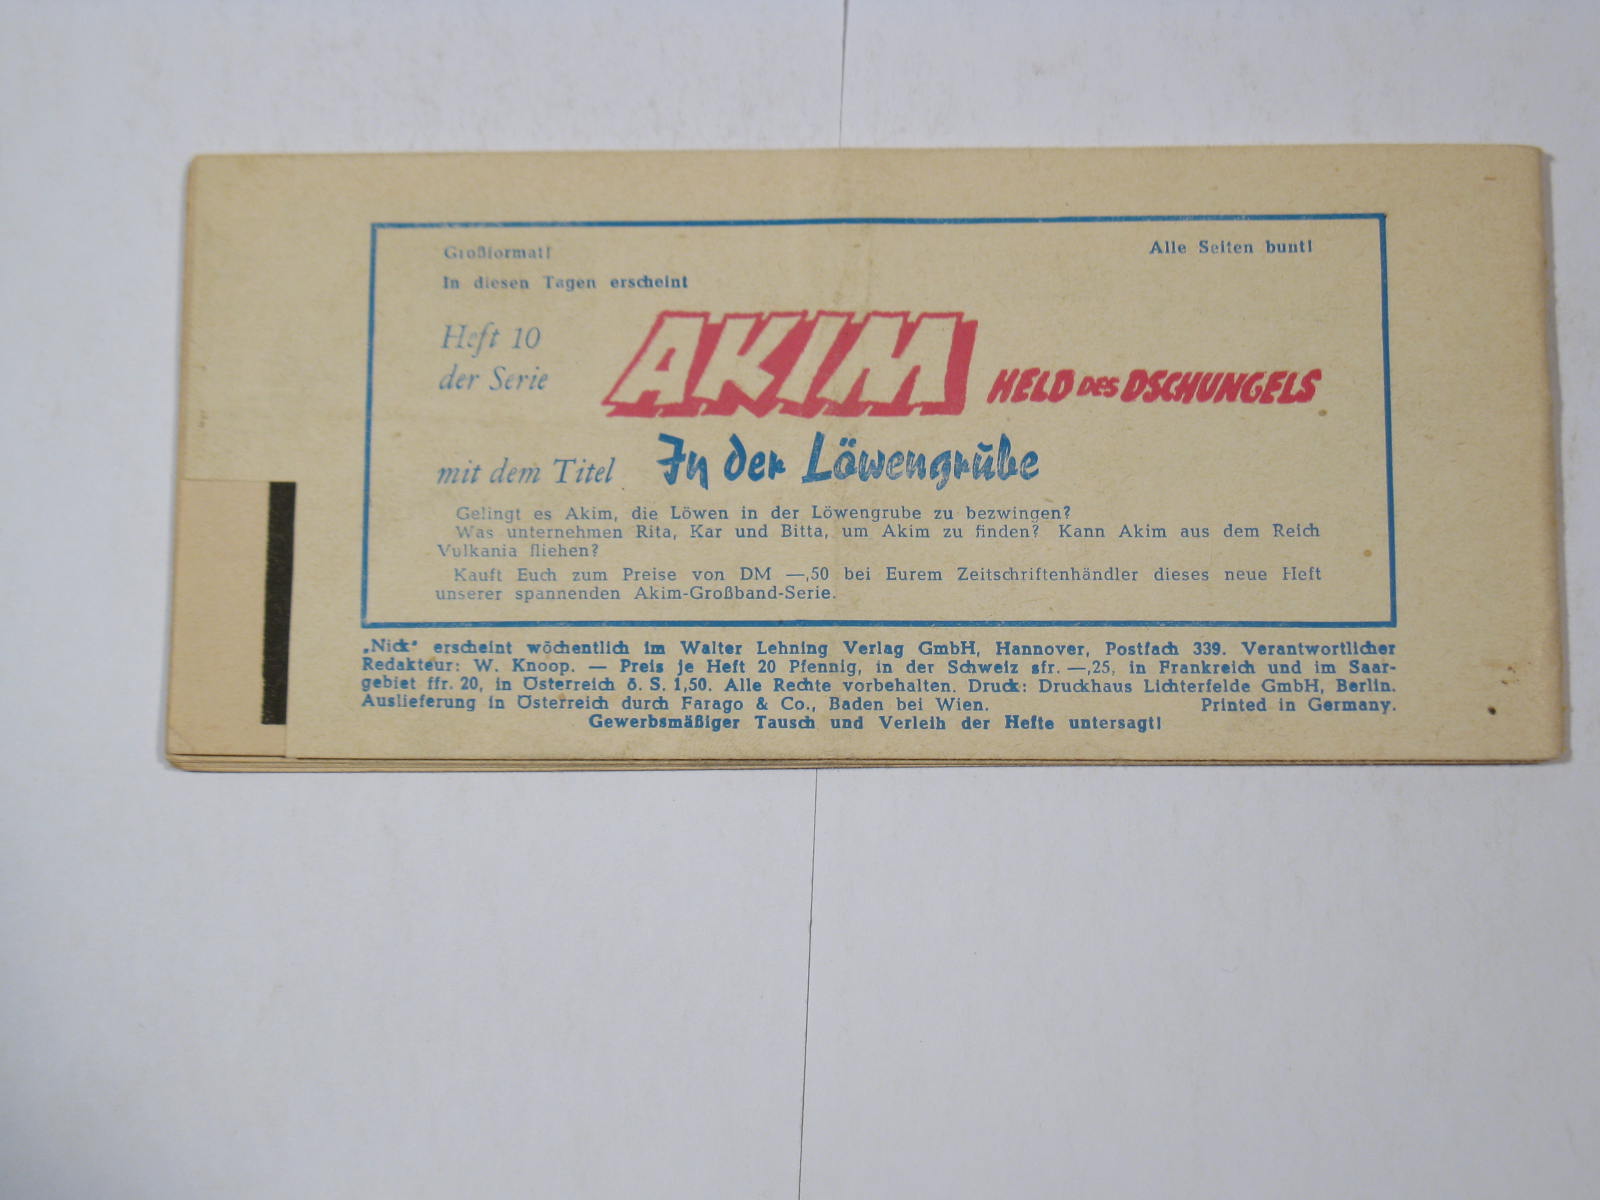 Großformat!
Alle Seiten bunt!
In diesen Tagen erscheint
Heft 10
der Serie
AKIM HELD DES DSCHUNGELS
mit dem Titel In der Löwengrube
Gelingt es Akim, die Löwen in der Löwengrube zu bezwingen?
Was unternehmen Rita, Kar und Bitta, um Akim zu finden? Kann Akim aus dem Reich
Vulkania fliehen?
Kauft Euch zum Preise von DM —,50 bei Eurem Zeitschriftenhändler dieses neue Heft
unserer spannenden Akim-Großband-Serie.
„Nick“ erscheint wöchentlich im Walter Lehning Verlag GmbH, Hannover, Postfach 339. Verantwortlicher
Redakteur: W. Knoop. — Preis je Heft 20 Pfennig, in der Schweiz sfr. —,25, in Frankreich und im Saar-
gebiet ffr. 20, in Österreich ö. S. 1,50. Alle Rechte vorbehalten. Druck: Druckhaus Lichterfelde GmbH, Berlin.
Auslieferung in Österreich durch Farago & Co., Baden bei Wien. Printed in Germany.
Gewerbsmäßiger Tausch und Verleih der Hefte untersagt!